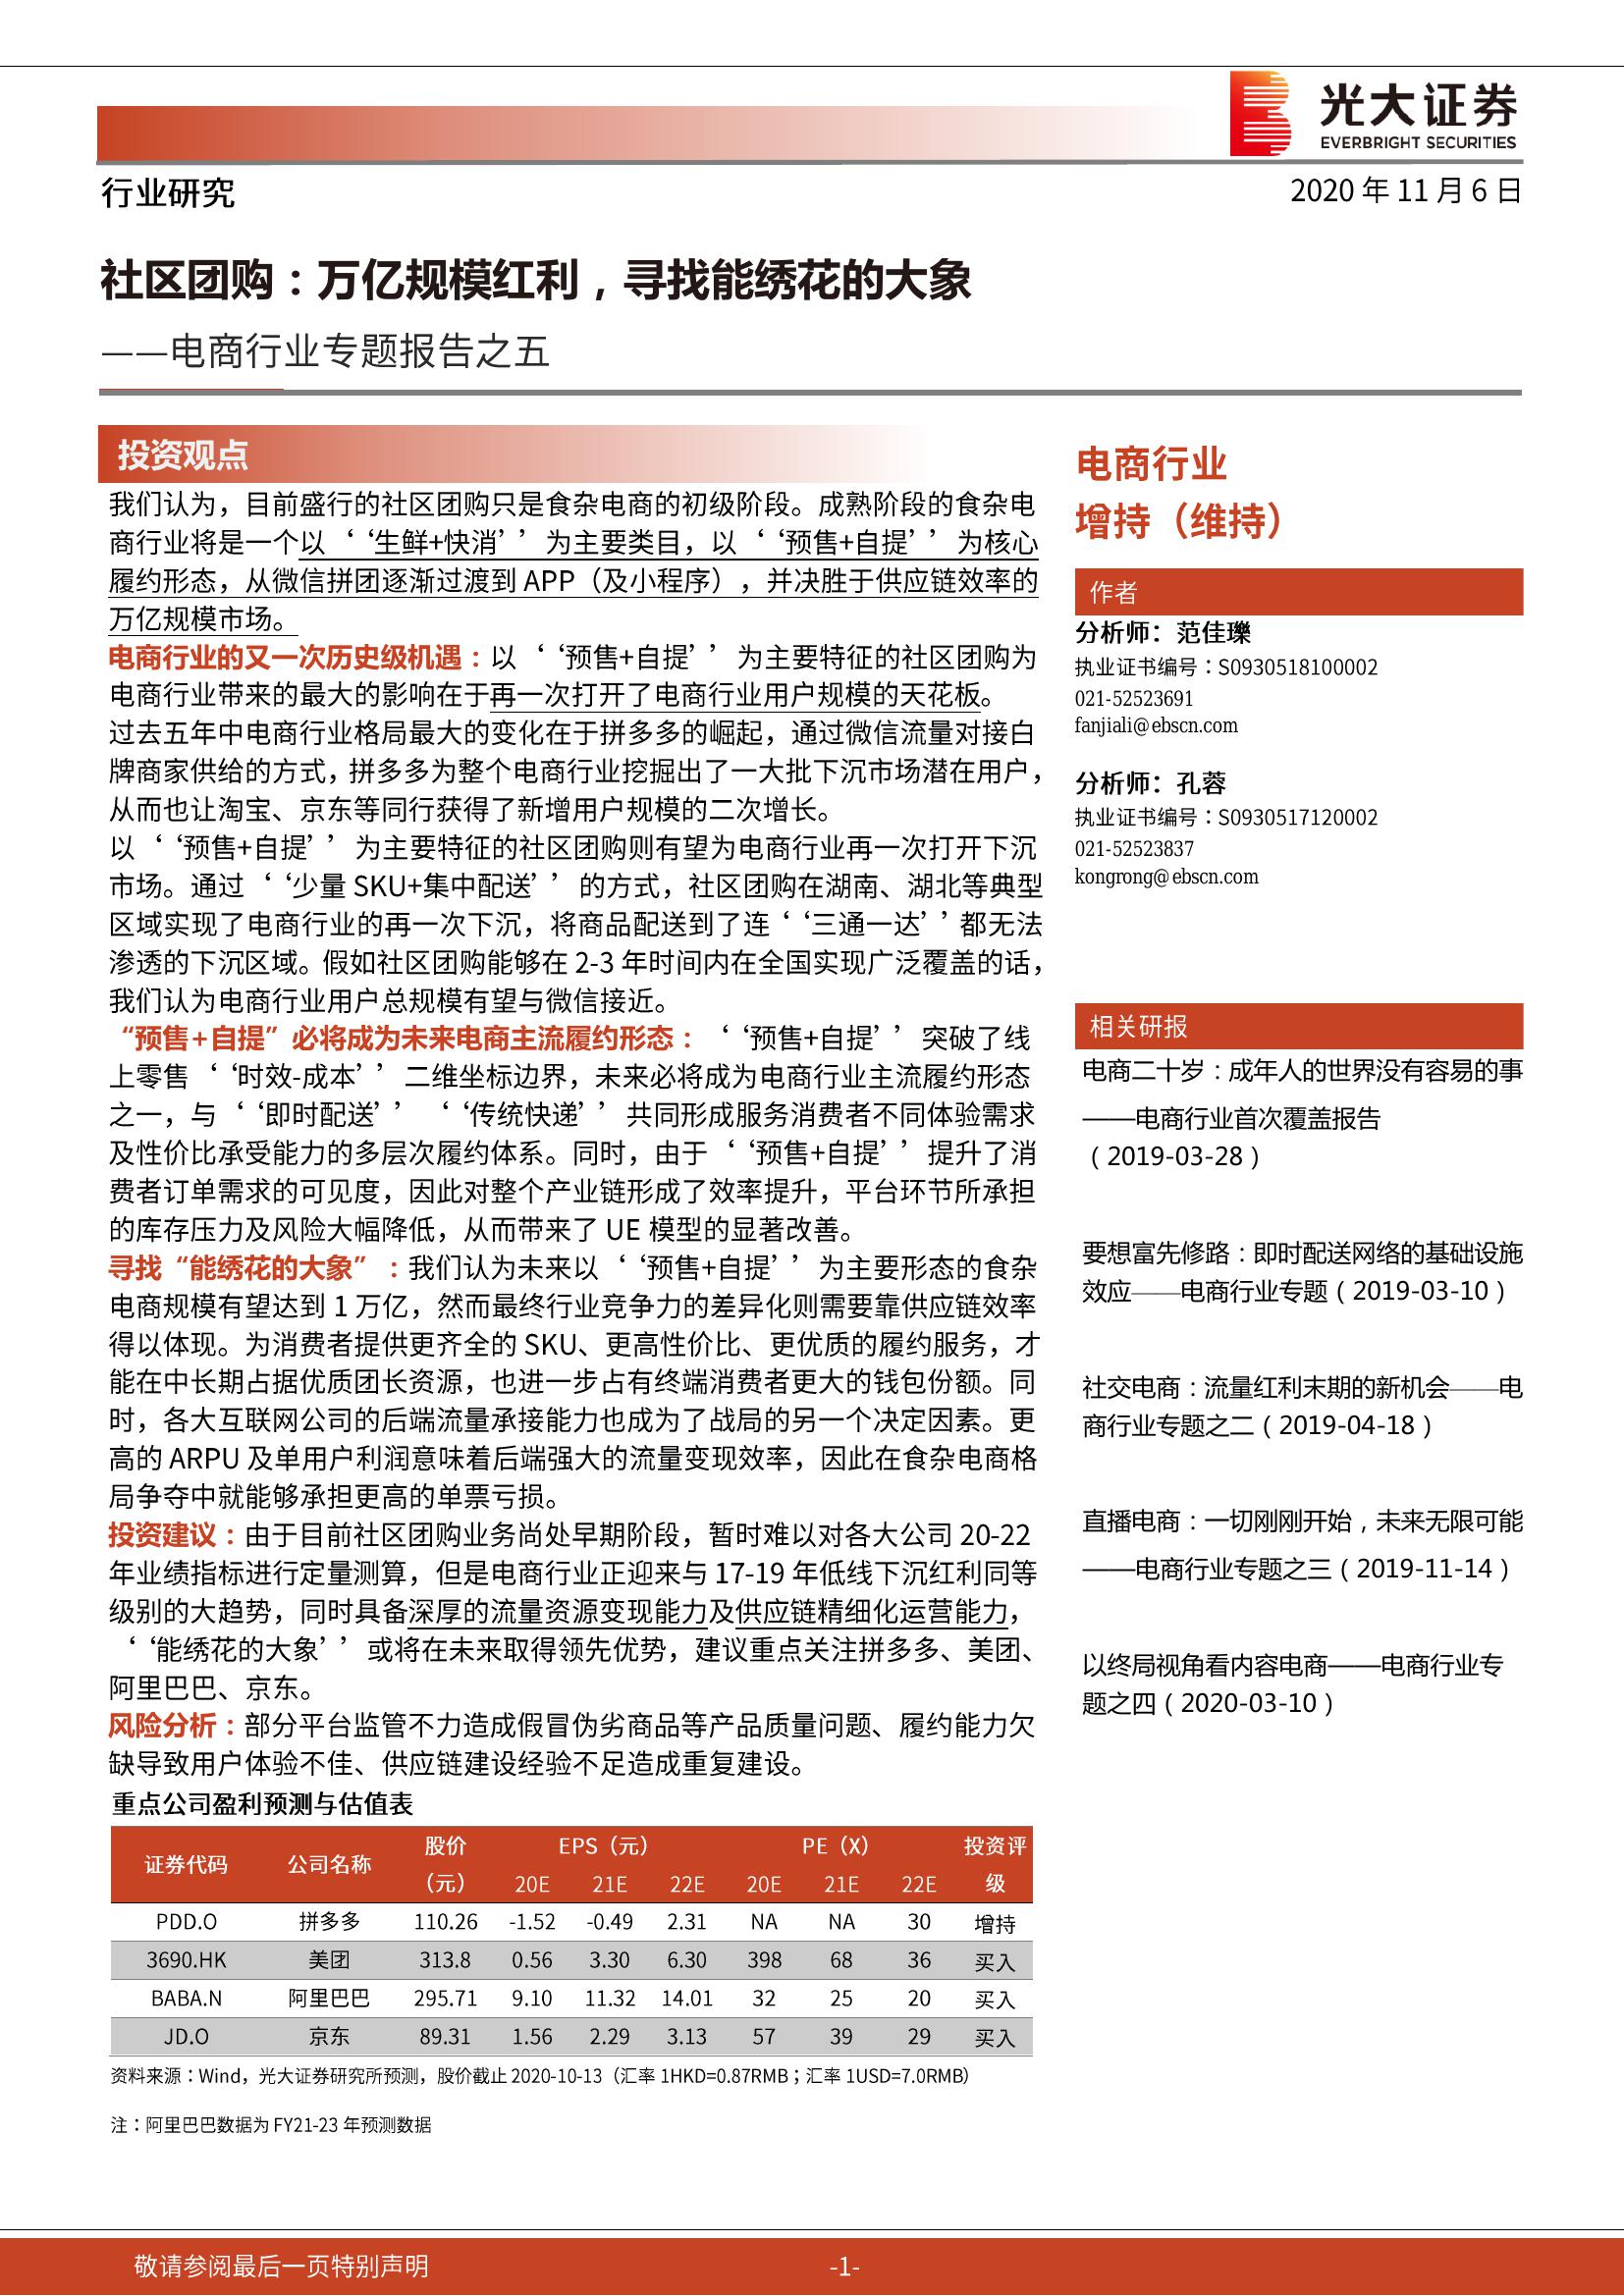 光大证券
EVERBRIGHT SECURITIES
行业研究
2020 年 11 月 6 日
社区团购：万亿规模红利，寻找能绣花的大象
——电商行业专题报告之五
投资观点
我们认为，目前盛行的社区团购只是食杂电商的初级阶段。成熟阶段的食杂电
商行业将是一个以‘‘生鲜+快消’’为主要类目，以‘‘预售+自提’’为核心
履约形态，从微信拼团逐渐过渡到 APP（及小程序），并决胜于供应链效率的
万亿规模市场。
电商行业的又一次历史级机遇：以‘‘预售+自提’’为主要特征的社区团购为
电商行业带来的最大的影响在于再一次打开了电商行业用户规模的天花板。
过去五年中电商行业格局最大的变化在于拼多多的崛起，通过微信流量对接白
牌商家供给的方式，拼多多为整个电商行业挖掘出了一大批下沉市场潜在用户，
从而也让淘宝、京东等同行获得了新增用户规模的二次增长。
以‘‘预售+自提’’为主要特征的社区团购则有望为电商行业再一次打开下沉
市场。通过‘‘少量 SKU+集中配送’’的方式，社区团购在湖南、湖北等典型
区域实现了电商行业的再一次下沉，将商品配送到了连‘‘三通一达’’都无法
渗透的下沉区域。假如社区团购能够在 2-3 年时间内在全国实现广泛覆盖的话，
我们认为电商行业用户总规模有望与微信接近。
“预售+自提”必将成为未来电商主流履约形态：‘‘预售+自提’’突破了线
上零售‘‘时效-成本’’二维坐标边界，未来必将成为电商行业主流履约形态
之一，与‘‘即时配送’’‘‘传统快递’’共同形成服务消费者不同体验需求
及性价比承受能力的多层次履约体系。同时，由于‘‘预售+自提’’提升了消
费者订单需求的可见度，因此对整个产业链形成了效率提升，平台环节所承担
的库存压力及风险大幅降低，从而带来了 UE 模型的显著改善。
寻找“能绣花的大象”：我们认为未来以‘‘预售+自提’’为主要形态的食杂
电商规模有望达到 1 万亿，然而最终行业竞争力的差异化则需要靠供应链效率
得以体现。为消费者提供更齐全的 SKU、更高性价比、更优质的履约服务，才
能在中长期占据优质团长资源，也进一步占有终端消费者更大的钱包份额。同
时，各大互联网公司的后端流量承接能力也成为了战局的另一个决定因素。更
高的 ARPU 及单用户利润意味着后端强大的流量变现效率，因此在食杂电商格
局争夺中就能够承担更高的单票亏损。
投资建议：由于目前社区团购业务尚处早期阶段，暂时难以对各大公司 20-22
年业绩指标进行定量测算，但是电商行业正迎来与 17-19 年低线下沉红利同等
级别的大趋势，同时具备深厚的流量资源变现能力及供应链精细化运营能力，
‘‘能绣花的大象’’或将在未来取得领先优势，建议重点关注拼多多、美团、
阿里巴巴、京东。
风险分析：部分平台监管不力造成假冒伪劣商品等产品质量问题、履约能力欠
缺导致用户体验不佳、供应链建设经验不足造成重复建设。
重点公司盈利预测与估值表
证券代码 公司名称 股价（元） EPS（元） PE（X） 投资评级
20E 21E 22E 20E 21E 22E
PDD.O 拼多多 110.26 -1.52 -0.49 2.31 NA NA 30 增持
3690.HK 美团 313.8 0.56 3.30 6.30 398 68 36 买入
BABA.N 阿里巴巴 295.71 9.10 11.32 14.01 32 25 20 买入
JD.O 京东 89.31 1.56 2.29 3.13 57 39 29 买入
资料来源：Wind，光大证券研究所预测，股价截止 2020-10-13（汇率 1HKD=0.87RMB；汇率 1USD=7.0RMB）
注：阿里巴巴数据为 FY21-23 年预测数据
电商行业
增持（维持）
作者
分析师：范佳瓅
执业证书编号：S0930518100002
021-52523691
fanjiali@ebscn.com
分析师：孔蓉
执业证书编号：S0930517120002
021-52523837
kongrong@ebscn.com
相关研报
电商二十岁：成年人的世界没有容易的事
——电商行业首次覆盖报告
（2019-03-28）
要想富先修路：即时配送网络的基础设施
效应——电商行业专题（2019-03-10）
社交电商：流量红利末期的新机会——电
商行业专题之二（2019-04-18）
直播电商：一切刚刚开始，未来无限可能
——电商行业专题之三（2019-11-14）
以终局视角看内容电商——电商行业专
题之四（2020-03-10）
敬请参阅最后一页特别声明
-1-